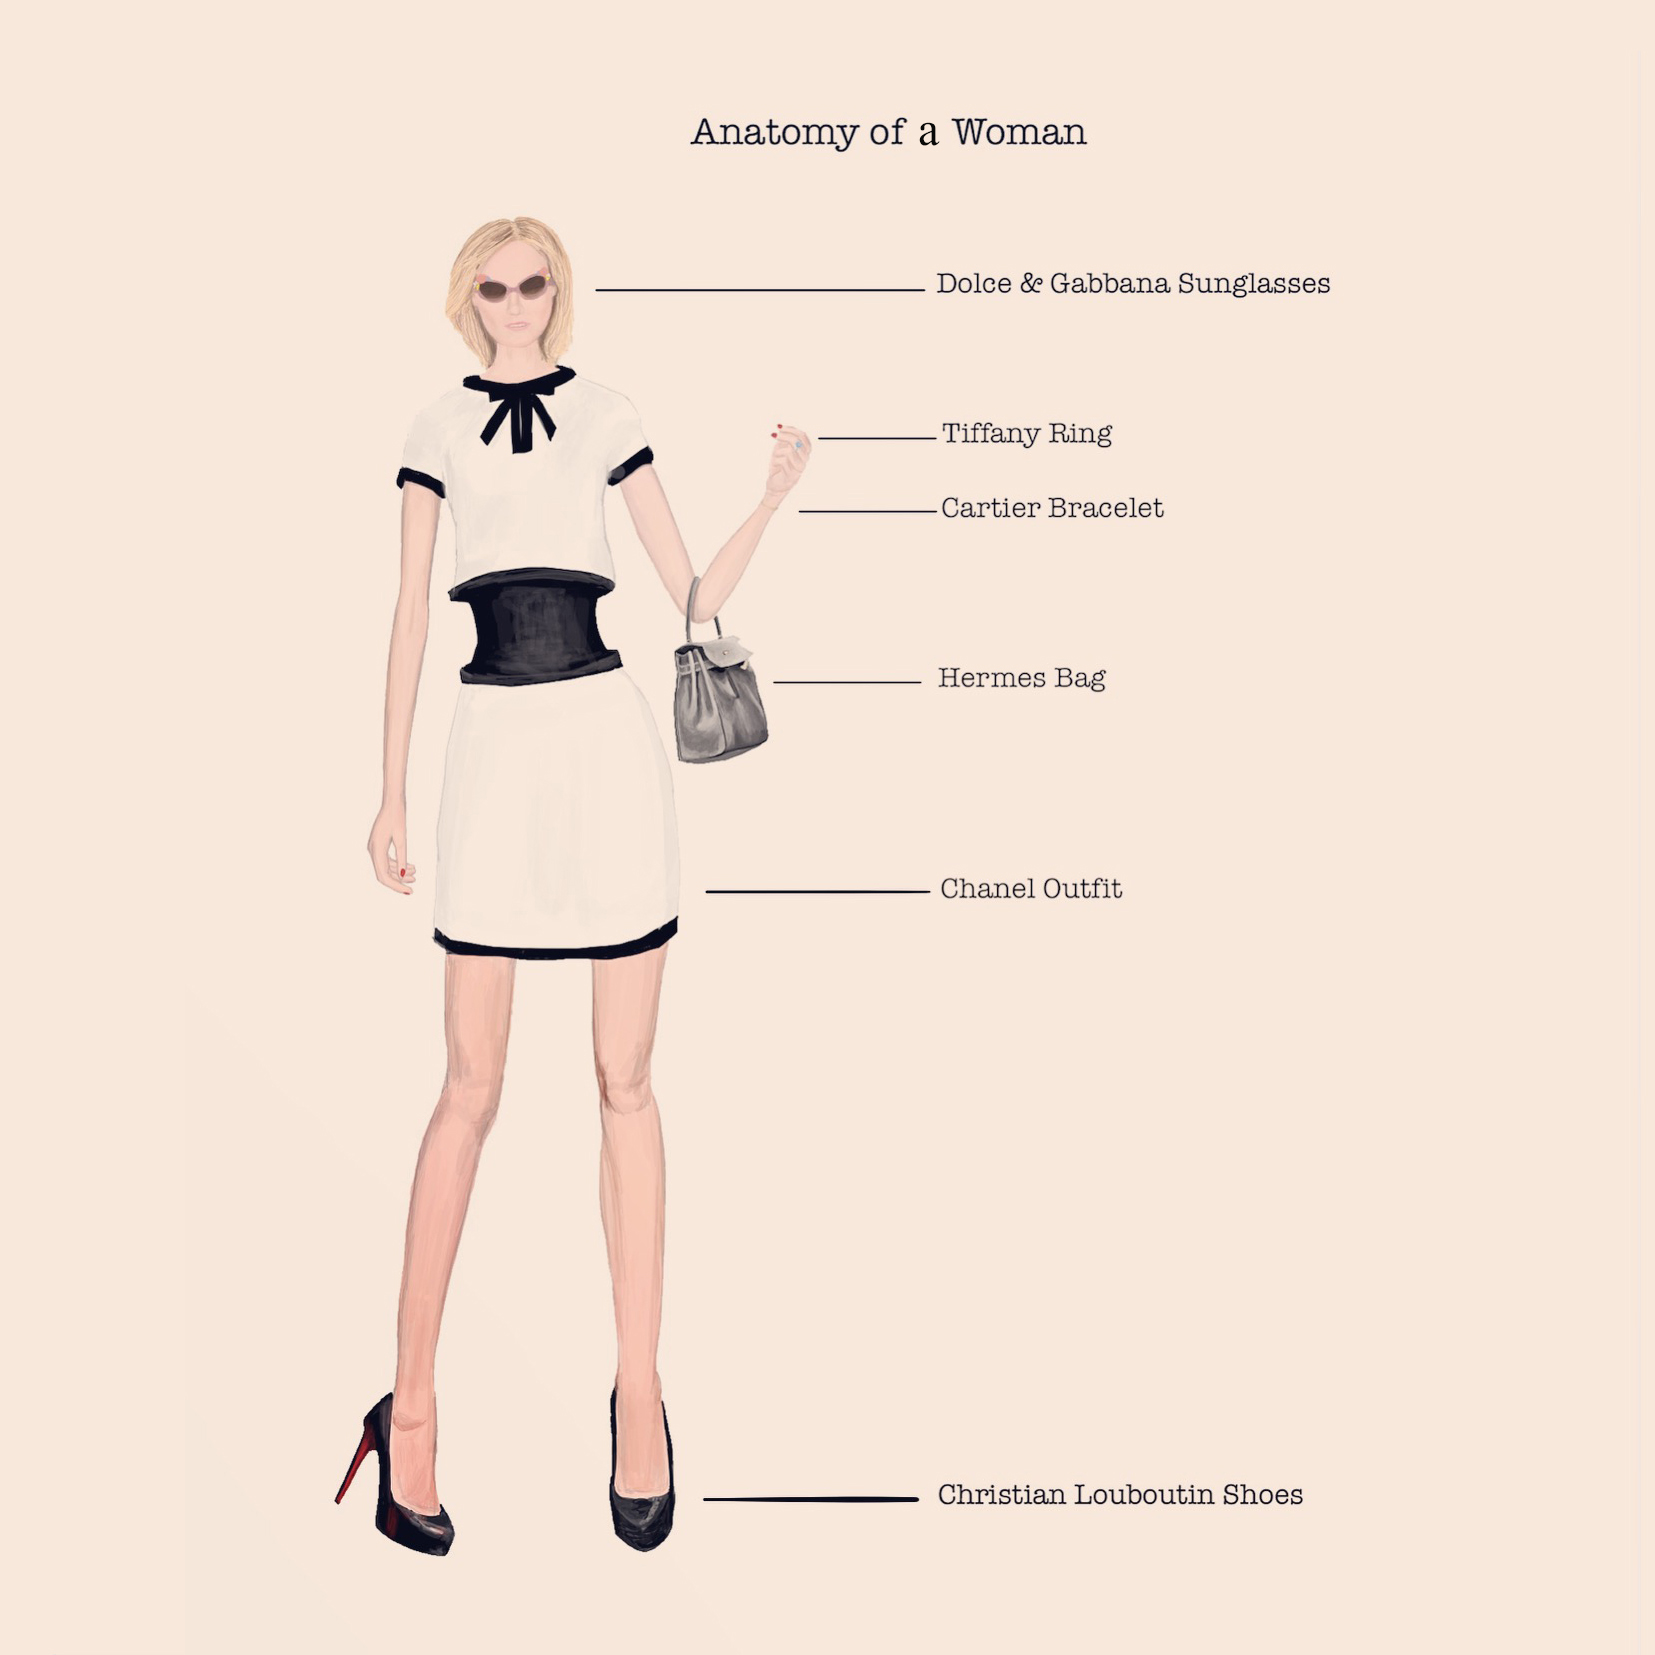 Anatomy of a Woman
Dolce & Gabbana Sunglasses
Tiffany Ring
Cartier Bracelet
Hermes Bag
Chanel Outfit
Christian Louboutin Shoes